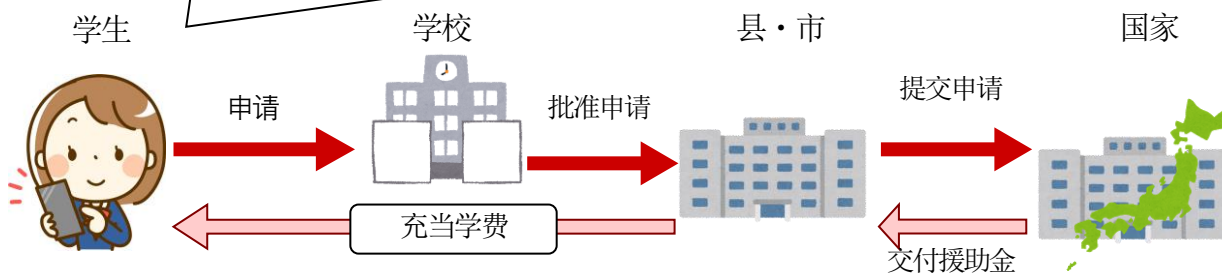 学生
学校
县・市
国家
申请
批准申请
提交申请
充当学费
交付援助金